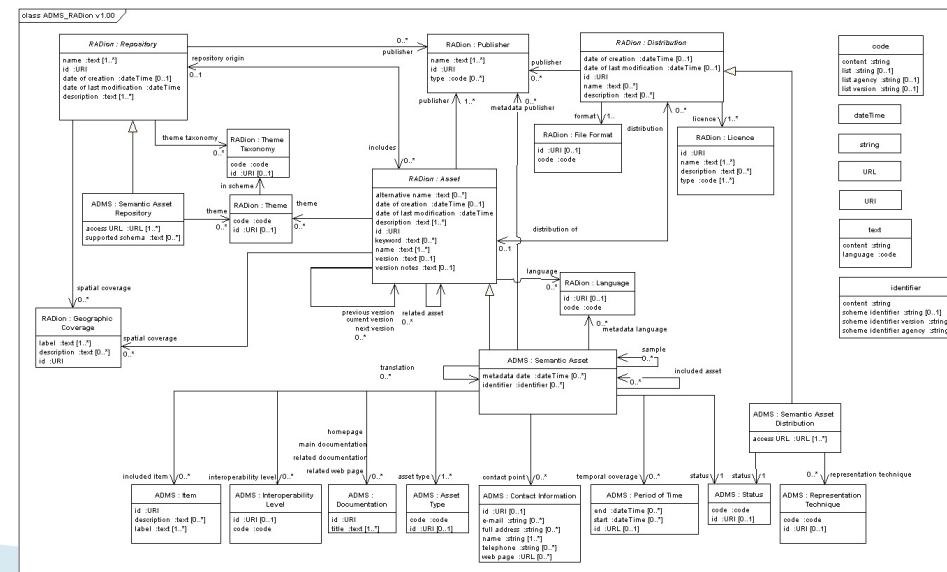 class ADMS_RADion v1.00
RADion : Repository
name :text [1..*]
id :URI
date of creation :dateTime [0..1]
date of last modification :dateTime
description :text [1..*]
0..*
publisher
repository origin
0..1
RADion : Publisher
name :text [1..*]
id :URI
type :code [0..*]
publisher
0..*
RADion : Distribution
date of creation :dateTime [0..1]
date of last modification :dateTime [0..1]
id :URI
name :text [0..*]
description :text [0..*]
publisher 1..*
metadata publisher
0..*
format 1..
distribution
licence 1..*
RADion : File Format
id :URI [0..1]
code :code
RADion : Licence
id :URI
name :text [1..*]
description :text [0..*]
type :code [1..*]
code
content :string
list :string [0..1]
list agency :string [0..1]
list version :string [0..*]
dateTime
string
URL
URI
text
content :string
language :code
identifier
content :string
scheme identifier :string [0..1]
scheme identifier version :string
scheme identifier agency :string
theme taxonomy
0..*
RADion : Theme
Taxonomy
code :code
id :URI [0..1]
includes
0..*
in scheme
ADMS : Semantic Asset
Repository
access URL :URL [1..*]
supported schema :text [0..*]
theme
0..*
RADion : Theme
code :code
id :URI [0..1]
theme
0..*
RADion : Asset
alternative name :text [0..*]
date of creation :dateTime [0..1]
date of last modification :dateTime
description :text [1..*]
id :URI
keyword :text [0..*]
name :text [1..*]
version :text [0..1]
version notes :text [0..1]
distribution of
0..1
previous version
current version
next version
0..*
related asset
0..*
language
0..*
RADion : Language
id :URI [0..1]
code :code
0..*
metadata language
spatial coverage
0..*
RADion : Geographic
Coverage
label :text [1..*]
description :text [0..*]
id :URI
spatial coverage
0..*
translation
0..*
ADMS : Semantic Asset
metadata date :dateTime [0..*]
identifier :identifier [0..*]
sample
0..*
included asset
0..*
ADMS : Semantic Asset
Distribution
access URL :URL [1..*]
included item 0..*
interoperability level 0..*
homepage
main documentation
related documentation
related web page 0..*
asset type 1..*
contact point 0..*
temporal coverage 0..*
status 1
status 1
0..* representation technique
ADMS : Item
id :URI
description :text [0..*]
label :text [1..*]
ADMS : Interoperability
Level
id :URI [0..1]
code :code
ADMS :
Documentation
id :URI
title :text [1..*]
ADMS : Asset
Type
code :code
id :URI [0..1]
ADMS : Contact Information
id :URI [0..1]
e-mail :string [0..*]
full address :string [0..*]
name :string [1..*]
telephone :string [0..*]
web page :URL [0..*]
ADMS : Period of Time
end :dateTime [0..*]
start :dateTime [0..*]
id :URL [0..1]
ADMS : Status
code :code
id :URI [0..1]
ADMS : Representation
Technique
code :code
id :URI [0..1]